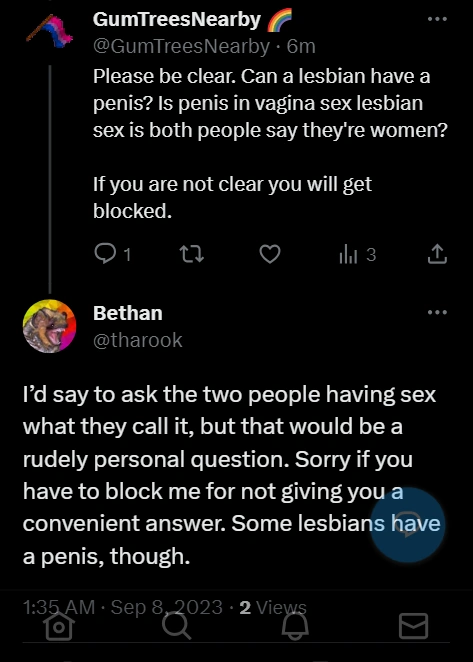 GumTreesNearby 🌈
@GumTreesNearby · 6m
Please be clear. Can a lesbian have a
penis? Is penis in vagina sex lesbian
sex is both people say they're women?
If you are not clear you will get
blocked.
1 3
Bethan
@tharook
I'd say to ask the two people having sex
what they call it, but that would be a
rudely personal question. Sorry if you
have to block me for not giving you a
convenient answer. Some lesbians have
a penis, though.
1:35 AM · Sep 8, 2023 · 2 Views